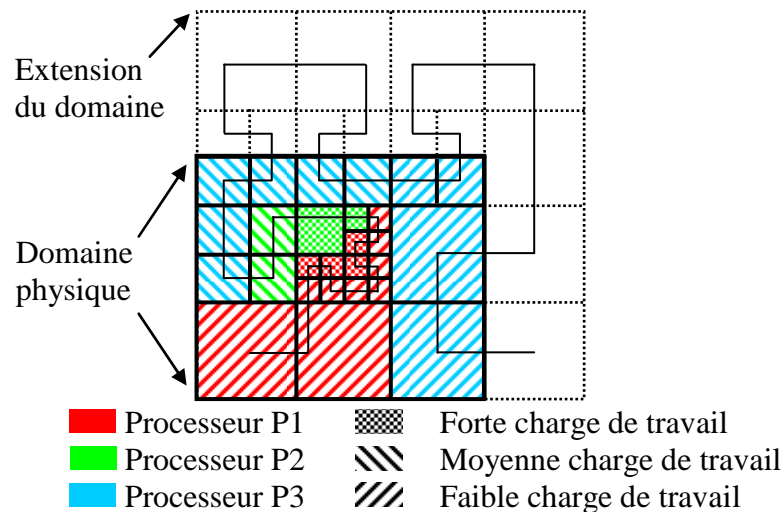 Extension
du domaine
Domaine
physique
Processeur P1 Forte charge de travail
Processeur P2 Moyenne charge de travail
Processeur P3 Faible charge de travail